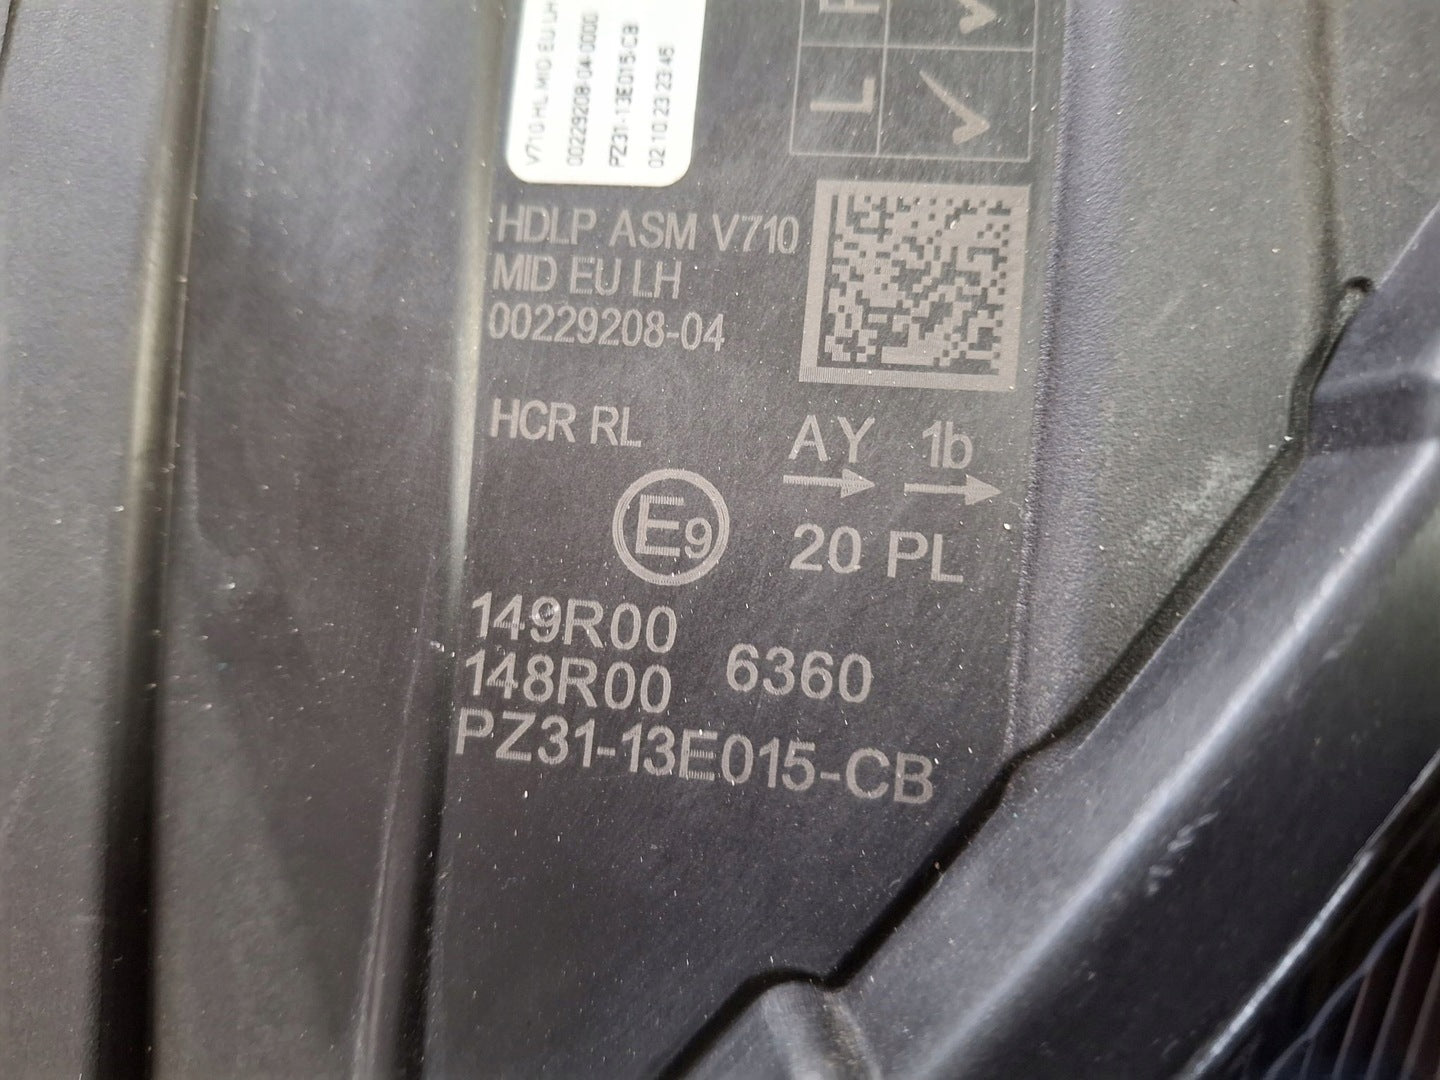 V710 HL MID EU LH
00229208-04-0000
PZ31-13E015-CB
02.10.23 23:45
L
HDLP ASM V710
MID EU LH
00229208-04
HCR RL
AY 1b
E9
20 PL
149R00
148R00
6360
PZ31-13E015-CB